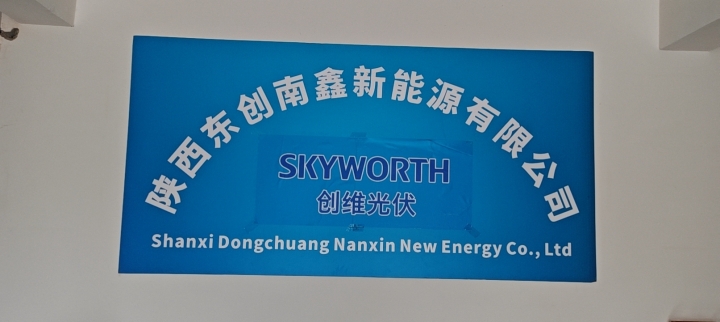 陕西东创南鑫新能源有限公司
SKYWORTH
创维光伏
Shanxi Dongchuang Nanxin New Energy Co., Ltd